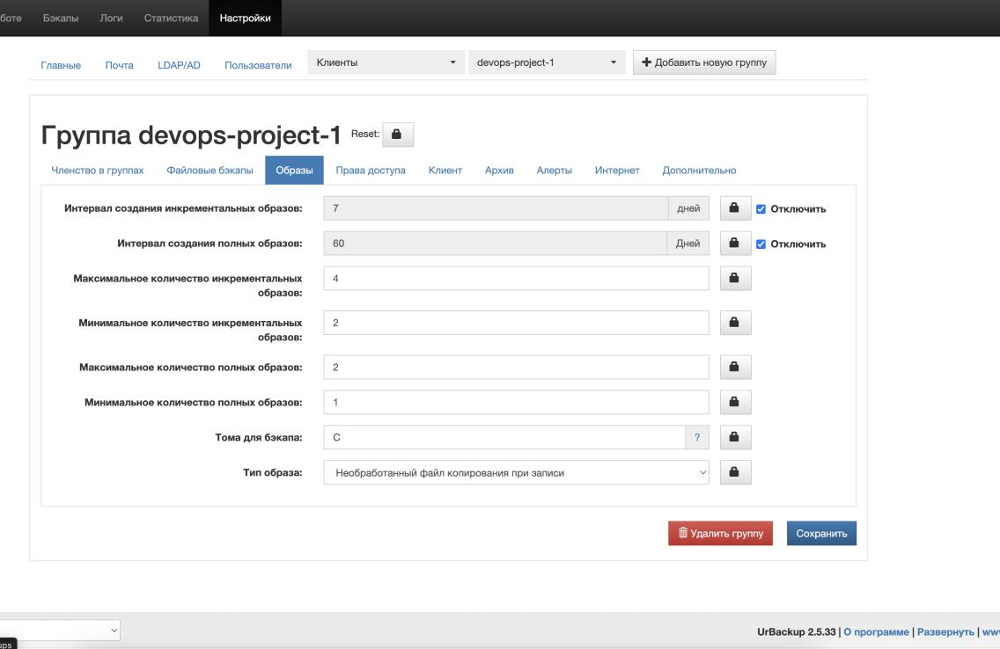 боте Бэкапы Логи Статистика Настройки
Главные Почта LDAP/AD Пользователи Клиенты devops-project-1 Добавить новую группу
Группа devops-project-1 Reset:
Членство в группах Файловые бэкапы Образы Права доступа Клиент Архив Алерты Интернет Дополнительно
Интервал создания инкрементальных образов: 7 дней Отключить
Интервал создания полных образов: 60 Дней Отключить
Максимальное количество инкрементальных 4
образов:
Минимальное количество инкрементальных 2
образов:
Максимальное количество полных образов: 2
Минимальное количество полных образов: 1
Тома для бэкапа: C ?
Тип образа: Необработанный файл копирования при записи
Удалить группу Сохранить
UrBackup 2.5.33 | О программе | Развернуть | www
ups